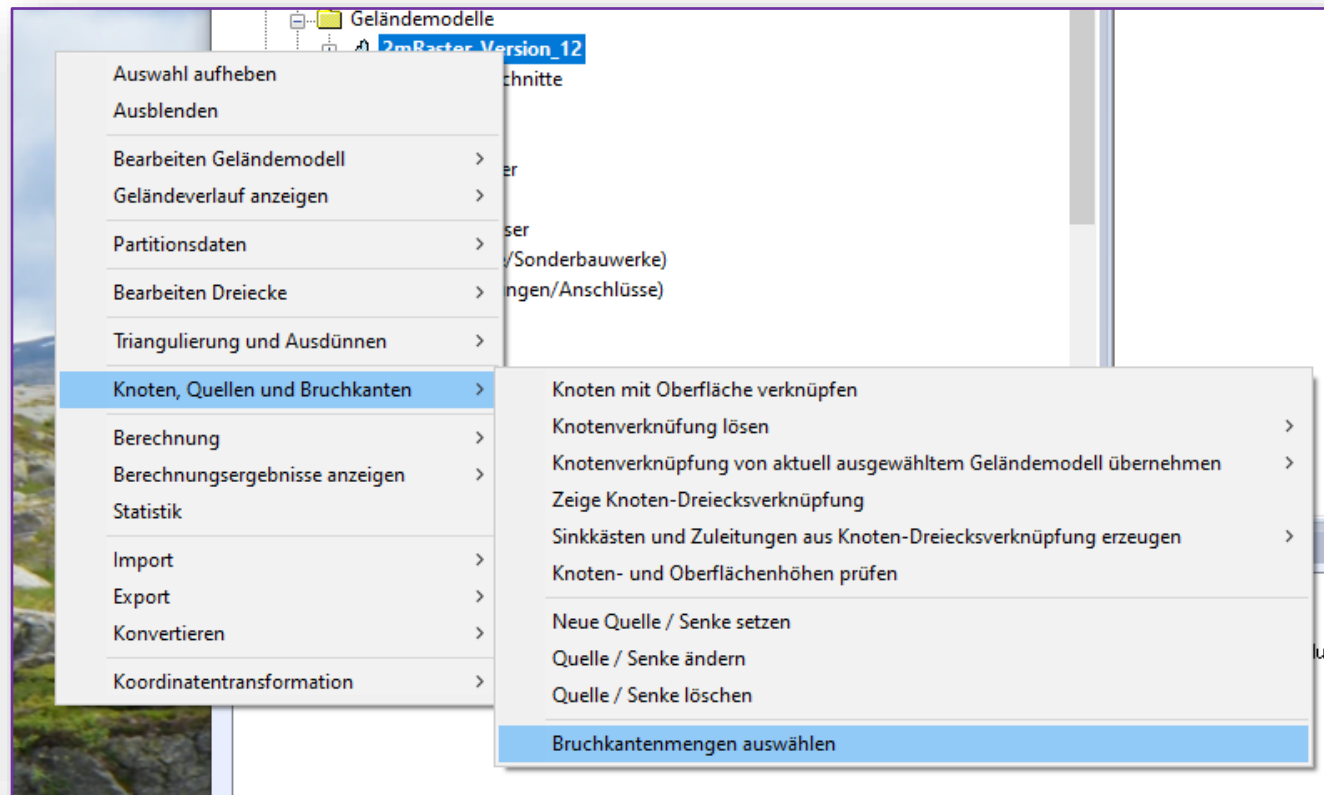 Geländemodelle
2mRaster_Version_12
chnitte
er
ser
/Sonderbauwerke)
ngen/Anschlüsse)
Auswahl aufheben
Ausblenden
Bearbeiten Geländemodell
Geländeverlauf anzeigen
Partitionsdaten
Bearbeiten Dreiecke
Triangulierung und Ausdünnen
Knoten, Quellen und Bruchkanten
Berechnung
Berechnungsergebnisse anzeigen
Statistik
Import
Export
Konvertieren
Koordinatentransformation
Knoten mit Oberfläche verknüpfen
Knotenverknüfung lösen
Knotenverknüpfung von aktuell ausgewähltem Geländemodell übernehmen
Zeige Knoten-Dreiecksverknüpfung
Sinkkästen und Zuleitungen aus Knoten-Dreiecksverknüpfung erzeugen
Knoten- und Oberflächenhöhen prüfen
Neue Quelle / Senke setzen
Quelle / Senke ändern
Quelle / Senke löschen
Bruchkantenmengen auswählen